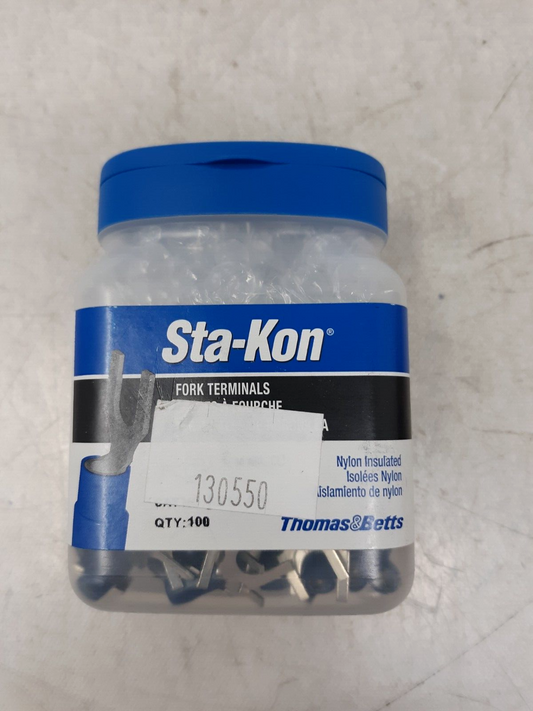 Sta-Kon®
FORK TERMINALS
À FOURCHE
Nylon Insulated
Isolées Nylon
Aislamiento de nylon
130550
QTY:100
Thomas&Betts